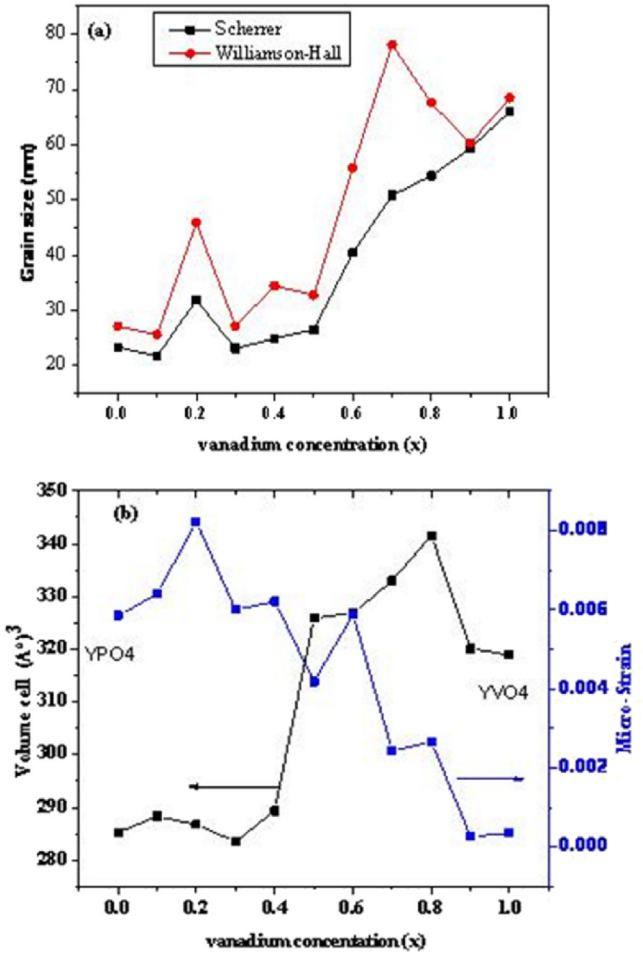 (a)
Scherrer
Williamson-Hall
80
70
60
50
40
30
20
Grain size (nm)
0.0 0.2 0.4 0.6 0.8 1.0
vanadium concentration (x)
(b)
350
340
330
320
310
300
290
280
Volume cell (A°)³
YPO4
YVO4
0.008
0.006
0.004
0.002
0.000
Micro-Strain
0.0 0.2 0.4 0.6 0.8 1.0
vanadium concentation (x)